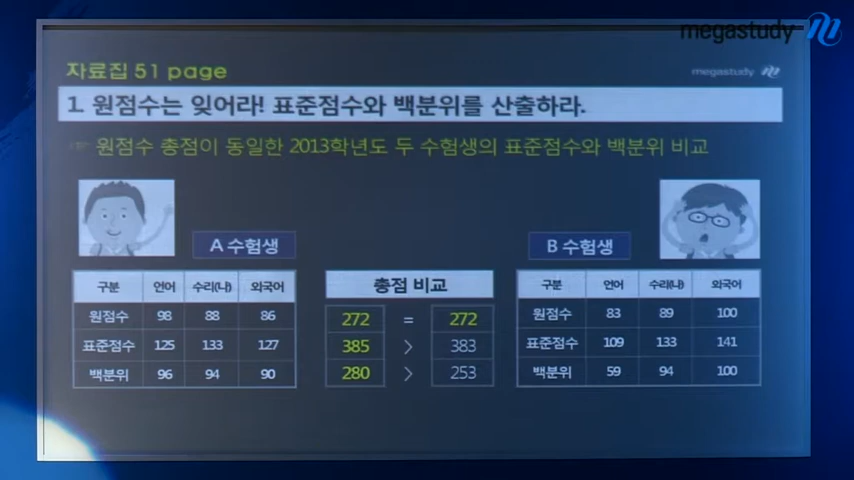 megastudy
자료집 51 page
megastudy
1. 원점수는 잊어라! 표준점수와 백분위를 산출하라.
원점수 총점이 동일한 2013학년도 두 수험생의 표준점수와 백분위 비교
A 수험생
B 수험생
구분 언어 수리(나) 외국어
원점수 98 88 86
표준점수 125 133 127
백분위 96 94 90
총점 비교
272 = 272
385 > 383
280 > 253
구분 언어 수리(나) 외국어
원점수 83 89 100
표준점수 109 133 141
백분위 59 94 100